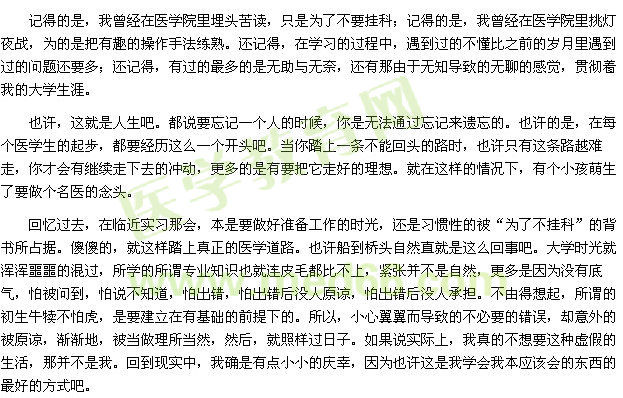 记得的是，我曾经在医学院里埋头苦读，只是为了不要挂科；记得的是，我曾经在医学院里挑灯
夜战，为的是把有趣的操作手法练熟。还记得，在学习的过程中，遇到过的不懂比之前的岁月里遇到
过的问题还要多；还记得，有过的最多的是无助与无奈，还有那由于无知导致的无聊的感觉，贯彻着
我的大学生涯。
也许，这就是人生吧。都说要忘记一个人的时候，你是无法通过忘记来遗忘的。也许的是，在每
个医学生的起步，都要经历这么一个开头吧。当你踏上一条不能回头的路时，也许只有这条路越难
走，你才会有继续走下去的冲动，更多的是有要把它走好的理想。就在这样的情况下，有个小孩萌生
了要做个名医的念头。
回忆过去，在临近实习那会，本是要做好准备工作的时光，还是习惯性的被“为了不挂科”的背
书所占据。傻傻的，就这样踏上真正的医学道路。也许船到桥头自然直就是这么回事吧。大学时光就
浑浑噩噩的混过，所学的所谓专业知识也就连皮毛都比不上，紧张并不是自然，更多是因为没有底
气，怕被问到，怕说不知道，怕出错，怕出错后没人原谅，怕出错后没人承担。不由得想起，所谓的
初生牛犊不怕虎，是要建立在有基础的前提下的。所以，小心翼翼而导致的不必要的错误，却意外的
被原谅，渐渐地，被当做理所当然，然后，就照样过日子。如果说实际上，我真的不想要这种虚假的
生活，那并不是我。回到现实中，我确是有点小小的庆幸，因为也许这是我学会我本应该会的东西的
最好的方式吧。
医学教育网
www.med66.com